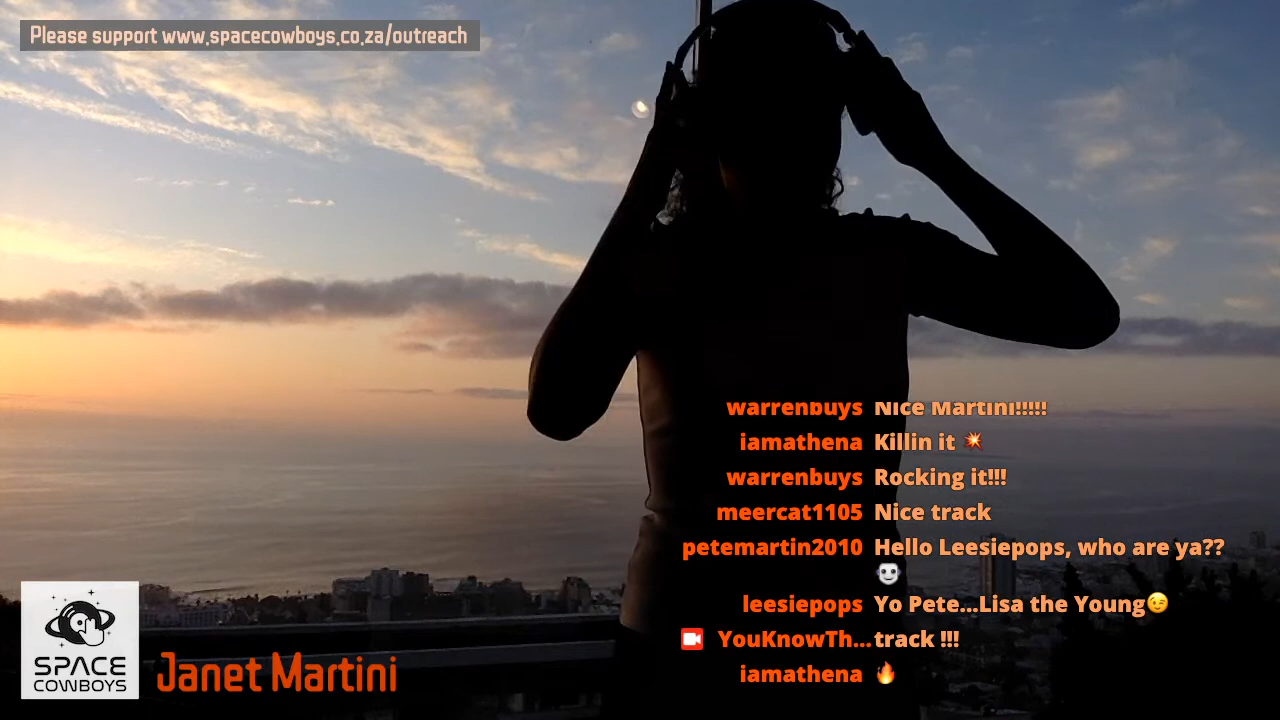 Please support www.spacecowboys.co.za/outreach
warrenbuys Nice Martini!!!!!
iamathena Killin it 💥
warrenbuys Rocking it!!!
meercat1105 Nice track
petemartin2010 Hello Leesiepops, who are ya??
🤖
leesiepops Yo Pete...Lisa the Young😉
YouKnowTh... track !!!
iamathena 🔥
SPACE
COWBOYS
Janet Martini